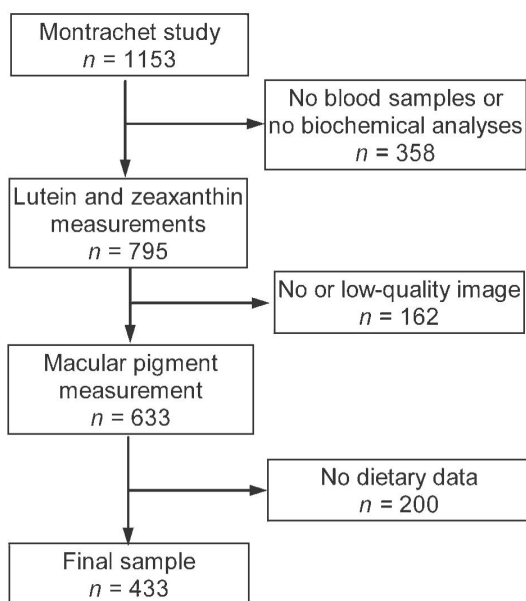 Montrachet study
n = 1153
No blood samples or
no biochemical analyses
n = 358
Lutein and zeaxanthin
measurements
n = 795
No or low-quality image
n = 162
Macular pigment
measurement
n = 633
No dietary data
n = 200
Final sample
n = 433